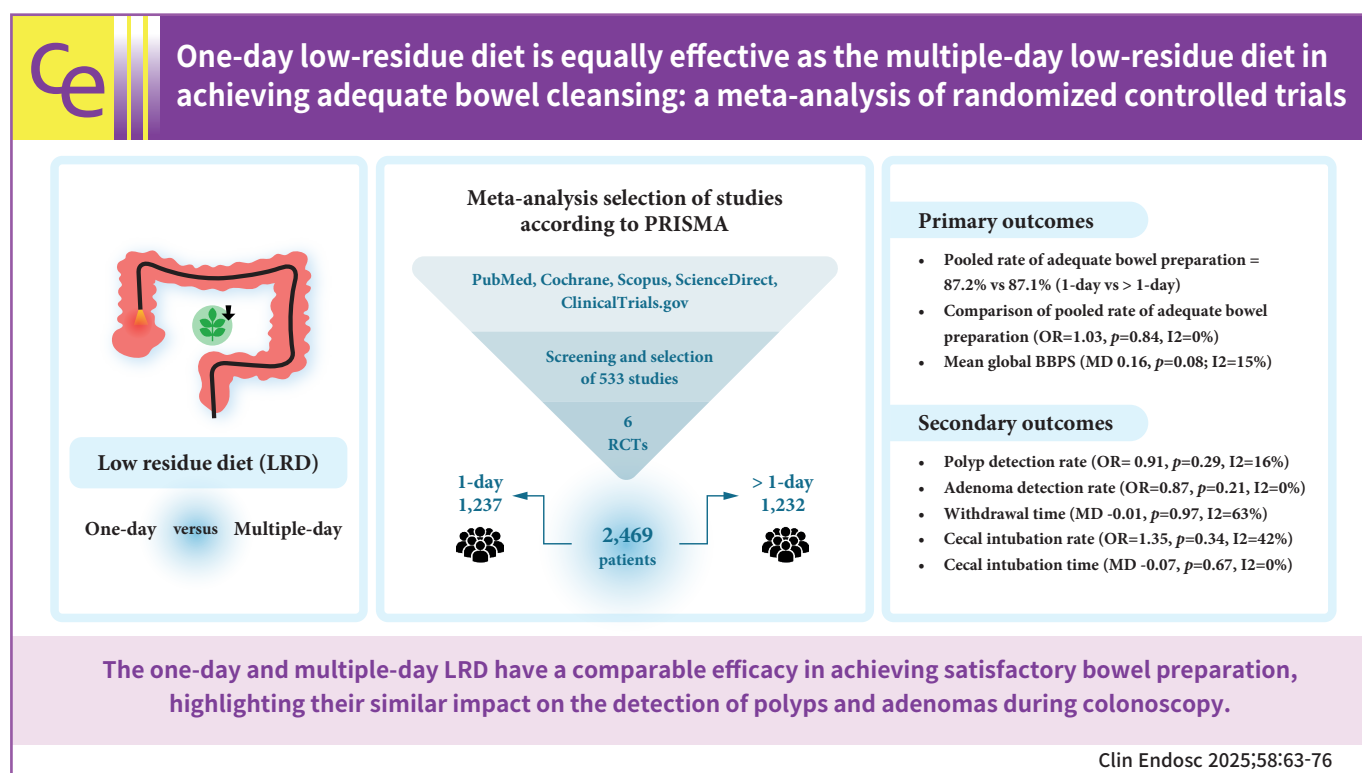 Ce
One-day low-residue diet is equally effective as the multiple-day low-residue diet in
achieving adequate bowel cleansing: a meta-analysis of randomized controlled trials
Low residue diet (LRD)
One-day versus Multiple-day
Meta-analysis selection of studies
according to PRISMA
PubMed, Cochrane, Scopus, ScienceDirect,
ClinicalTrials.gov
Screening and selection
of 533 studies
6
RCTs
1-day
1,237
2,469
patients
> 1-day
1,232
Primary outcomes
• Pooled rate of adequate bowel preparation =
87.2% vs 87.1% (1-day vs > 1-day)
• Comparison of pooled rate of adequate bowel
preparation (OR=1.03, p=0.84, I2=0%)
• Mean global BBPS (MD 0.16, p=0.08; I2=15%)
Secondary outcomes
• Polyp detection rate (OR= 0.91, p=0.29, I2=16%)
• Adenoma detection rate (OR=0.87, p=0.21, I2=0%)
• Withdrawal time (MD -0.01, p=0.97, I2=63%)
• Cecal intubation rate (OR=1.35, p=0.34, I2=42%)
• Cecal intubation time (MD -0.07, p=0.67, I2=0%)
The one-day and multiple-day LRD have a comparable efficacy in achieving satisfactory bowel preparation,
highlighting their similar impact on the detection of polyps and adenomas during colonoscopy.
Clin Endosc 2025;58:63-76